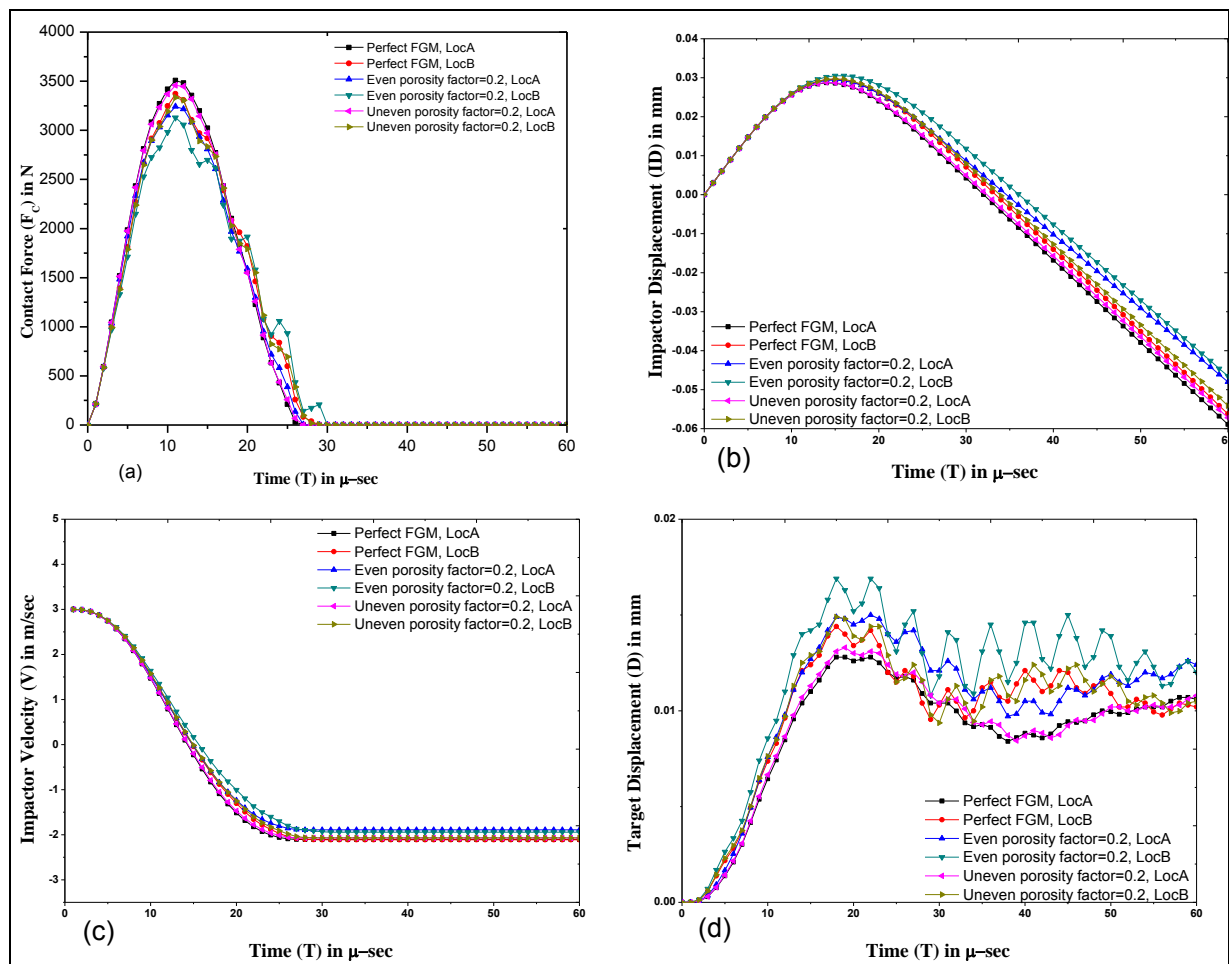 4000
3500
3000
2500
2000
1500
1000
500
0
0 10 20 30 40 50 60
Contact Force (F_C) in N
Time (T) in μ−sec
Perfect FGM, LocA
Perfect FGM, LocB
Even porosity factor=0.2, LocA
Even porosity factor=0.2, LocB
Uneven porosity factor=0.2, LocA
Uneven porosity factor=0.2, LocB
(a)
0.04
0.03
0.02
0.01
0.00
-0.01
-0.02
-0.03
-0.04
-0.05
-0.06
0 10 20 30 40 50 60
Impactor Displacement (ID) in mm
Time (T) in μ−sec
Perfect FGM, LocA
Perfect FGM, LocB
Even porosity factor=0.2, LocA
Even porosity factor=0.2, LocB
Uneven porosity factor=0.2, LocA
Uneven porosity factor=0.2, LocB
(b)
5
4
3
2
1
0
-1
-2
-3
0 10 20 30 40 50 60
Impactor Velocity (V) in m/sec
Time (T) in μ−sec
Perfect FGM, LocA
Perfect FGM, LocB
Even porosity factor=0.2, LocA
Even porosity factor=0.2, LocB
Uneven porosity factor=0.2, LocA
Uneven porosity factor=0.2, LocB
(c)
0.02
0.01
0.00
0 10 20 30 40 50 60
Target Displacement (D) in mm
Time (T) in μ−sec
Perfect FGM, LocA
Perfect FGM, LocB
Even porosity factor=0.2, LocA
Even porosity factor=0.2, LocB
Uneven porosity factor=0.2, LocA
Uneven porosity factor=0.2, LocB
(d)